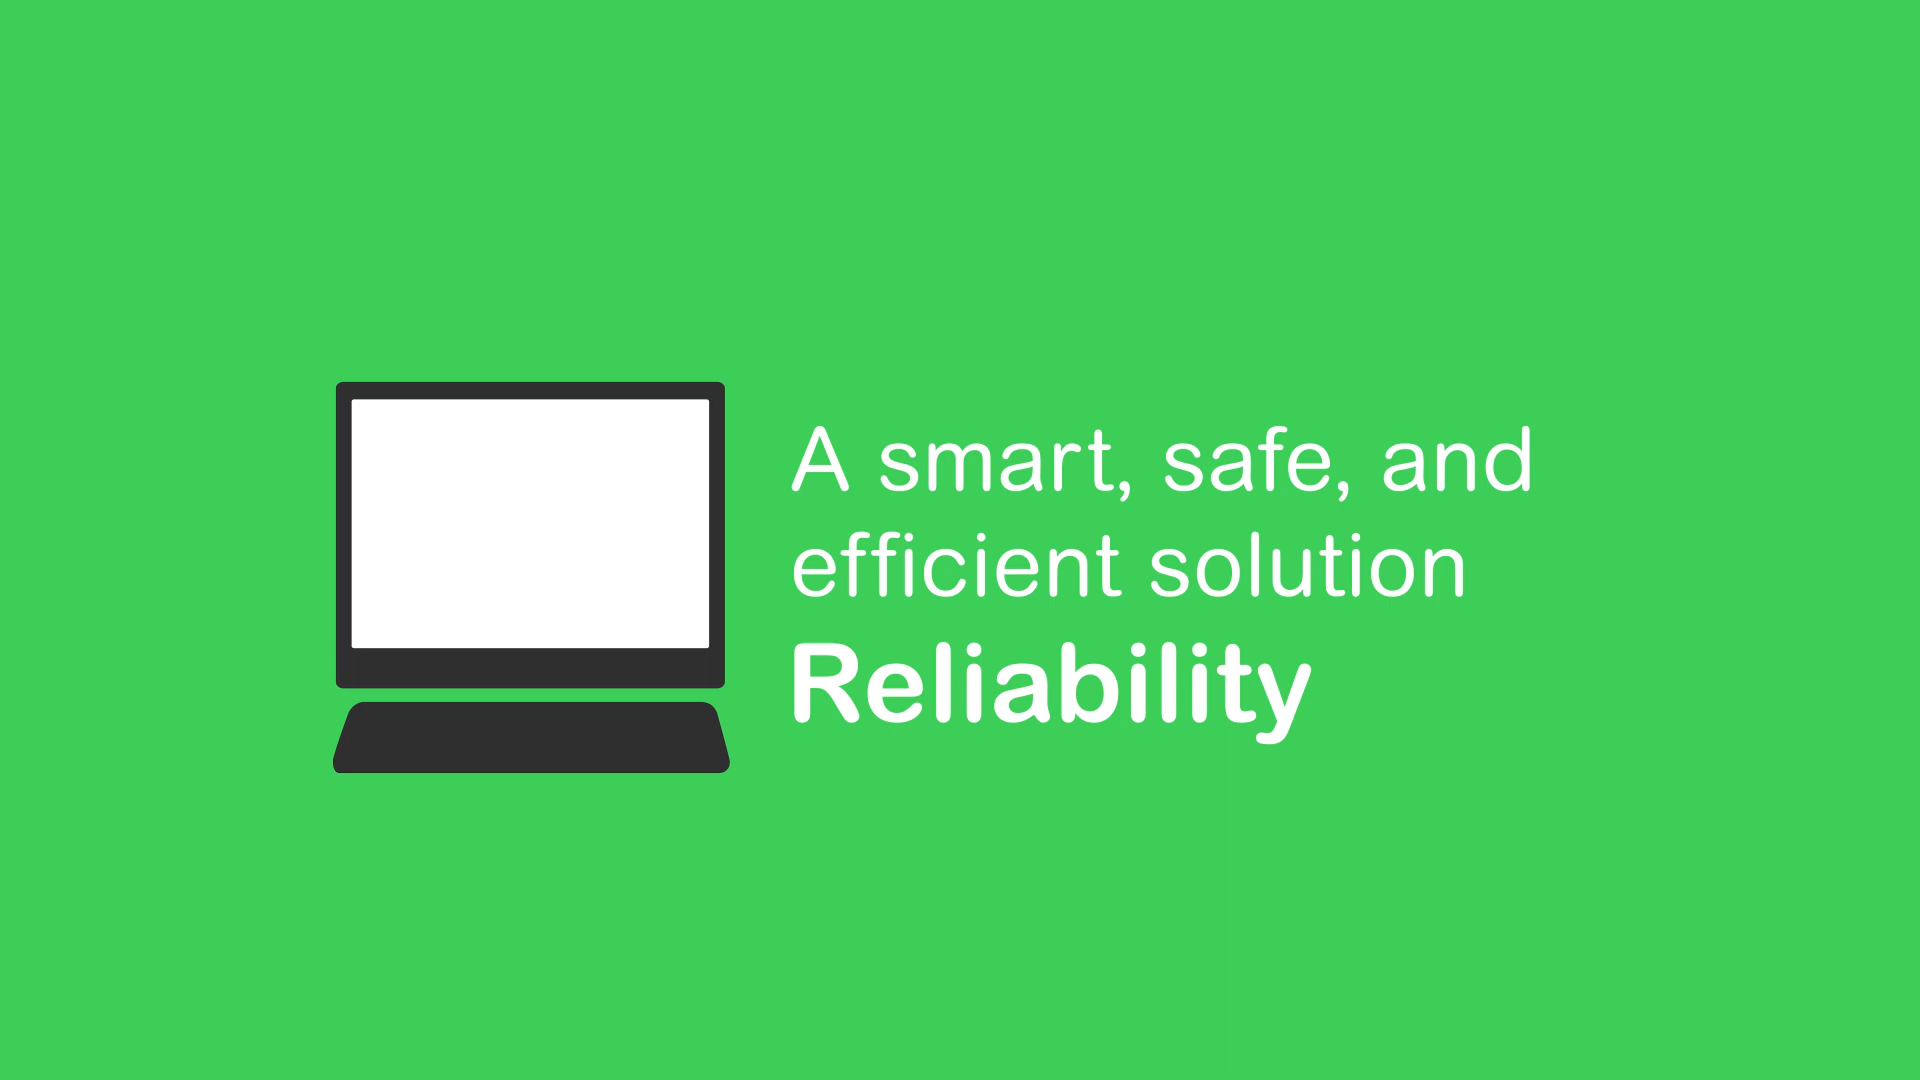 A smart, safe, and
efficient solution
Reliability